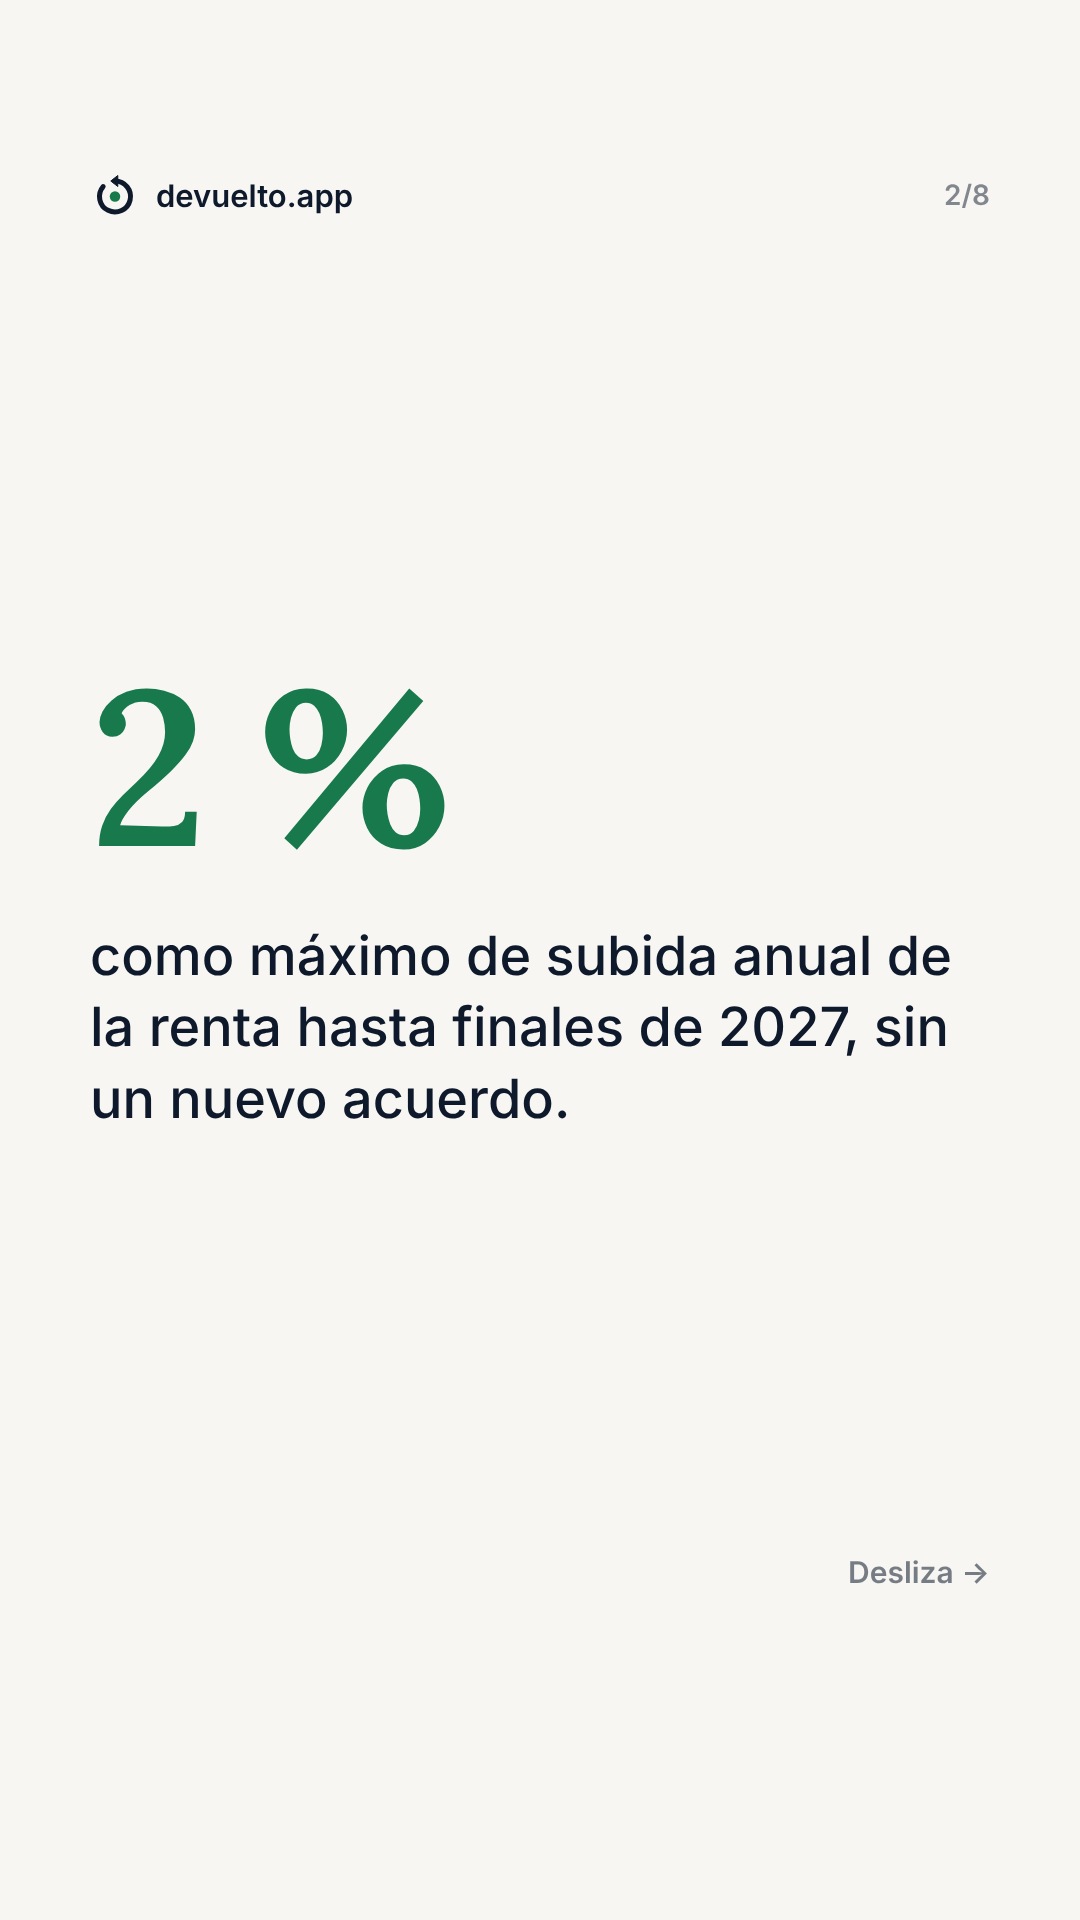 devuelto.app
2/8
2 %
como máximo de subida anual de
la renta hasta finales de 2027, sin
un nuevo acuerdo.
Desliza →